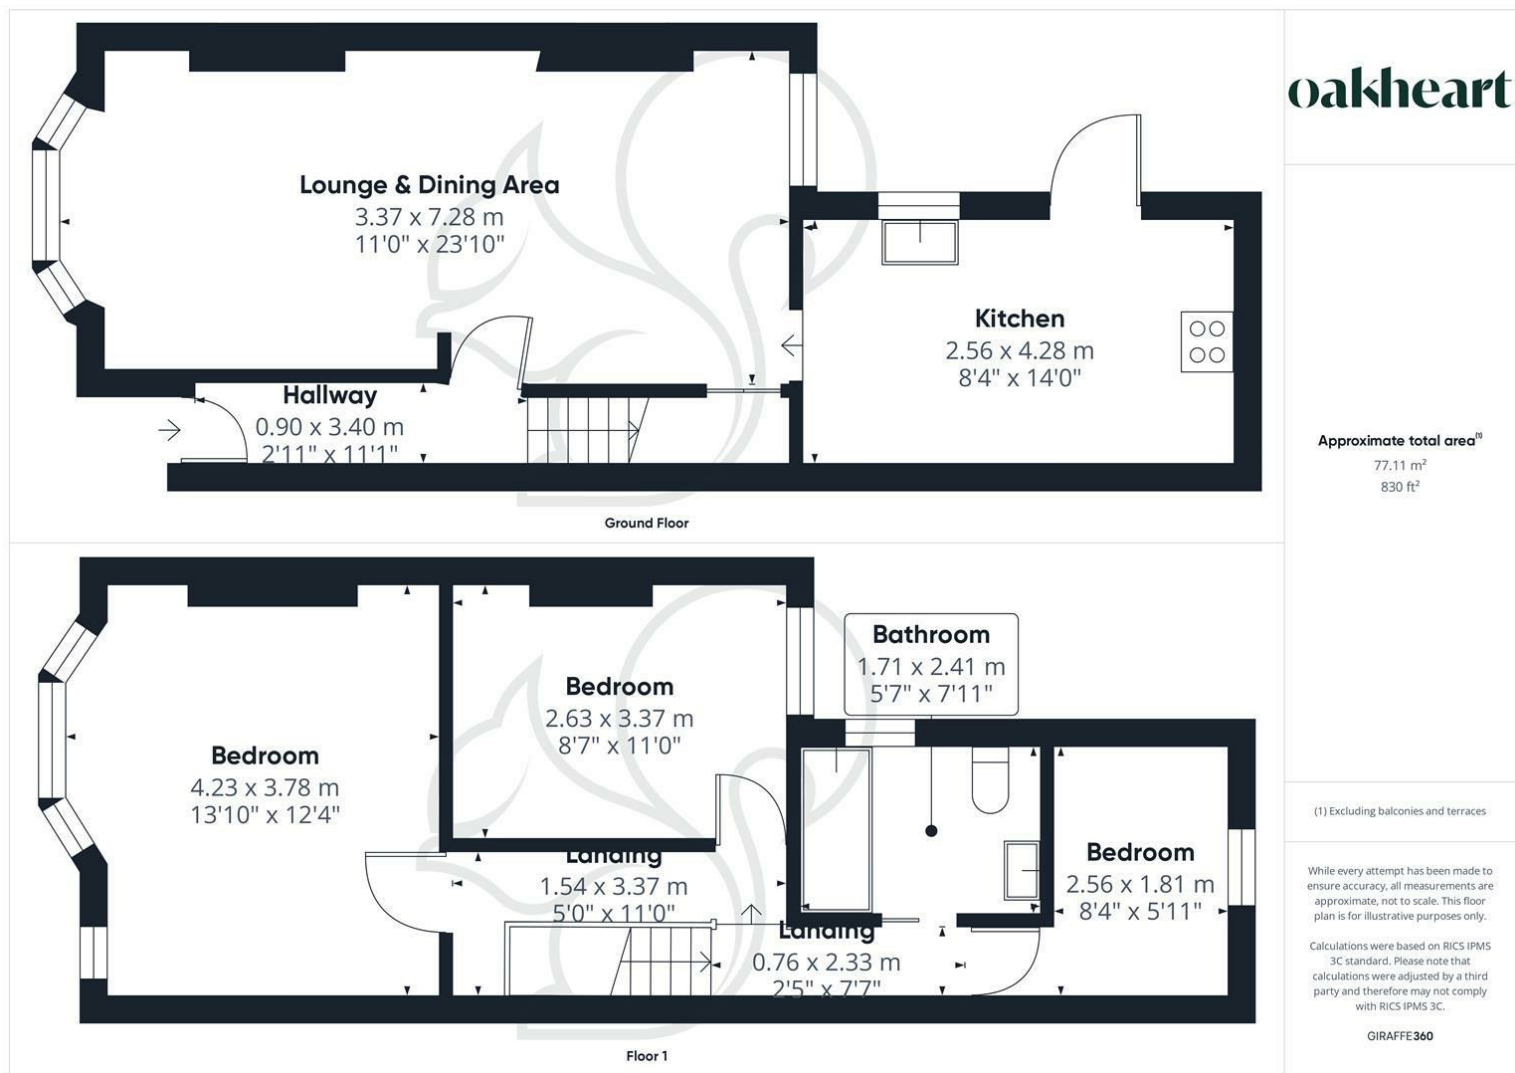 oakheart
Lounge & Dining Area
3.37 x 7.28 m
11'0" x 23'10"
Kitchen
2.56 x 4.28 m
8'4" x 14'0"
Hallway
0.90 x 3.40 m
2'11" x 11'1"
Ground Floor
Approximate total area(1)
77.11 m²
830 ft²
Bathroom
1.71 x 2.41 m
5'7" x 7'11"
Bedroom
2.63 x 3.37 m
8'7" x 11'0"
Bedroom
4.23 x 3.78 m
13'10" x 12'4"
Landing
1.54 x 3.37 m
5'0" x 11'0"
Bedroom
2.56 x 1.81 m
8'4" x 5'11"
Landing
0.76 x 2.33 m
2'5" x 7'7"
Floor 1
(1) Excluding balconies and terraces
While every attempt has been made to
ensure accuracy, all measurements are
approximate, not to scale. This floor
plan is for illustrative purposes only.
Calculations were based on RICS IPMS
3C standard. Please note that
calculations were adjusted by a third
party and therefore may not comply
with RICS IPMS 3C.
GIRAFFE360